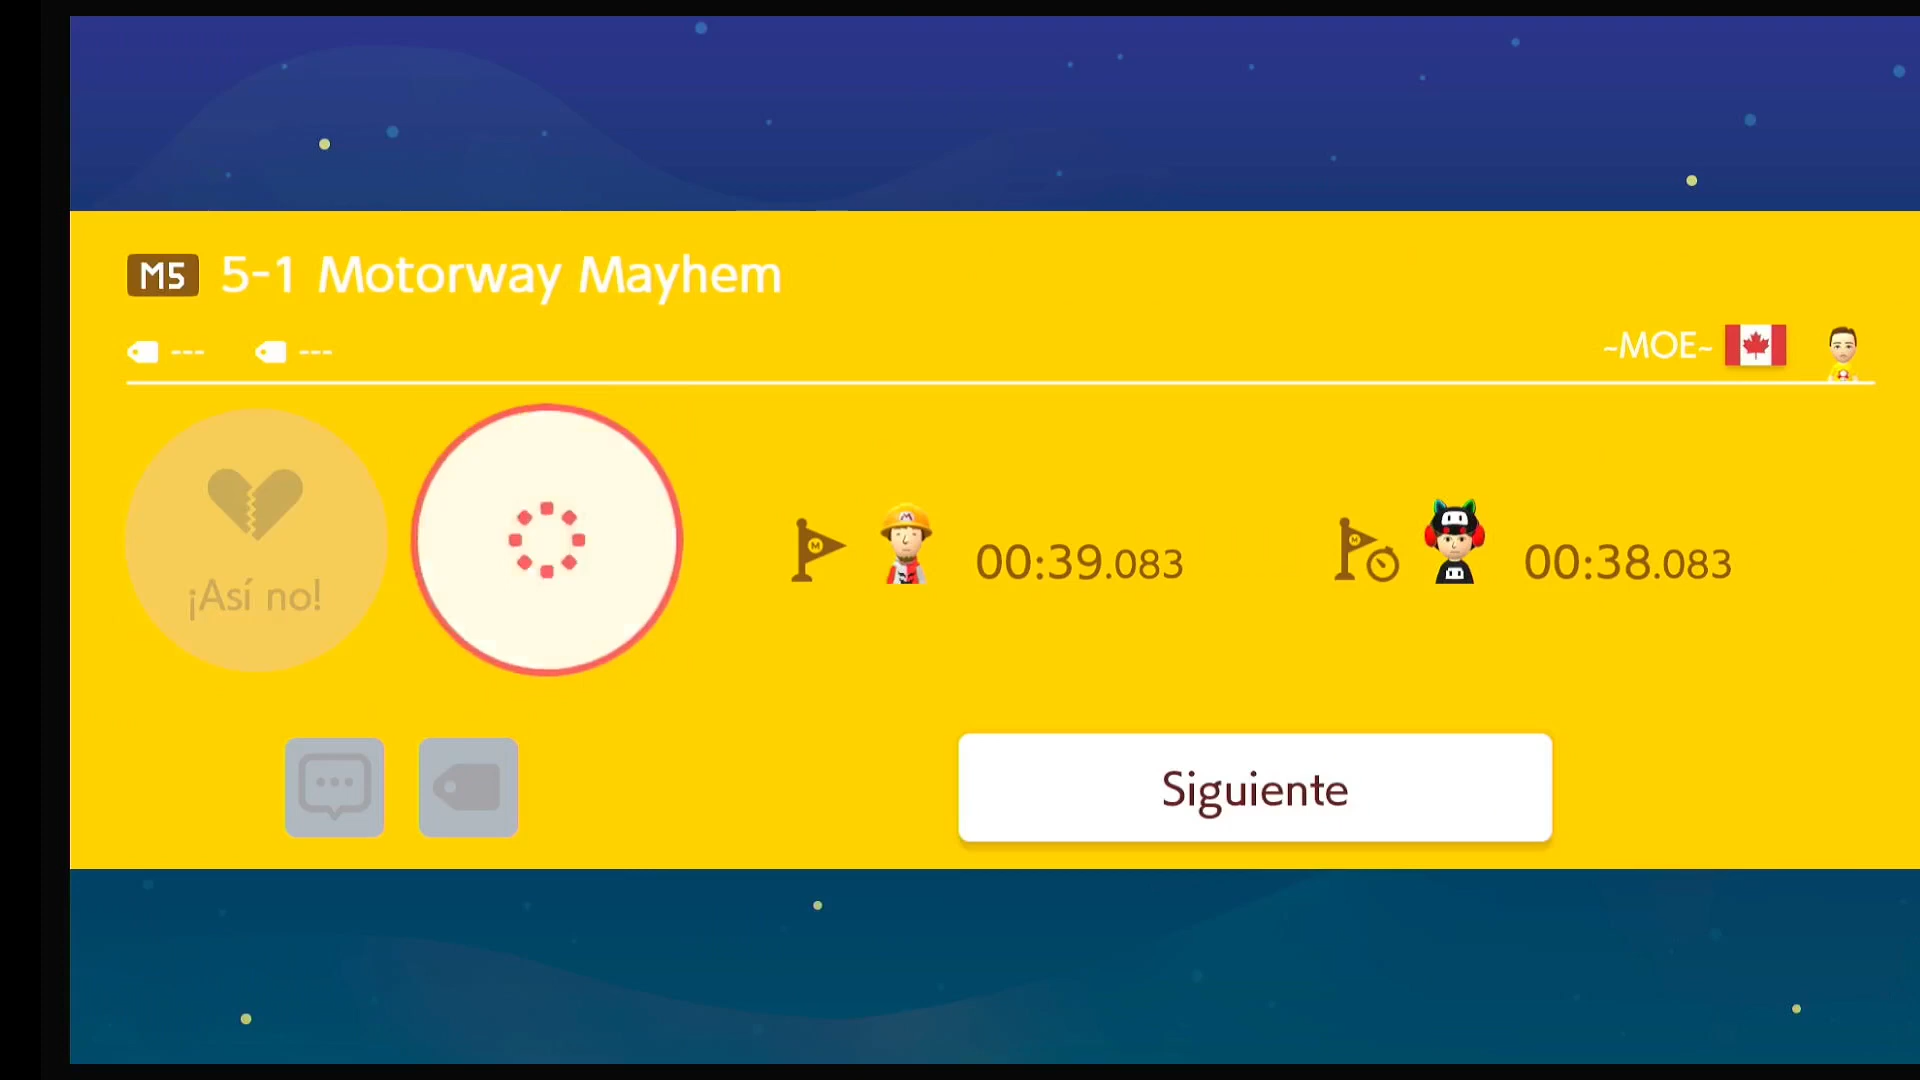 M5 5-1 Motorway Mayhem
--- ---
~MOE~
¡Así no!
00:39.083
00:38.083
Siguiente